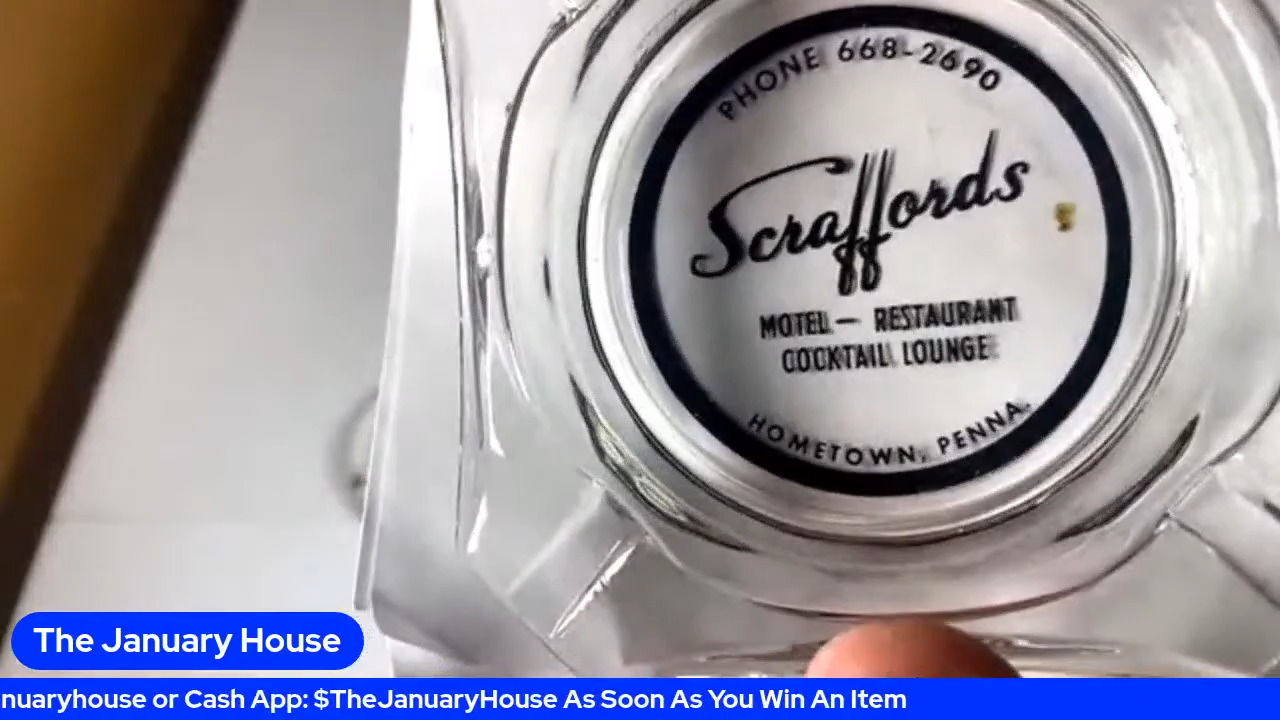 PHONE 668-2690
Scraffords
MOTEL — RESTAURANT
COCKTAIL LOUNGE
HOMETOWN, PENNA.
The January House
nuaryhouse or Cash App: $TheJanuaryHouse As Soon As You Win An Item